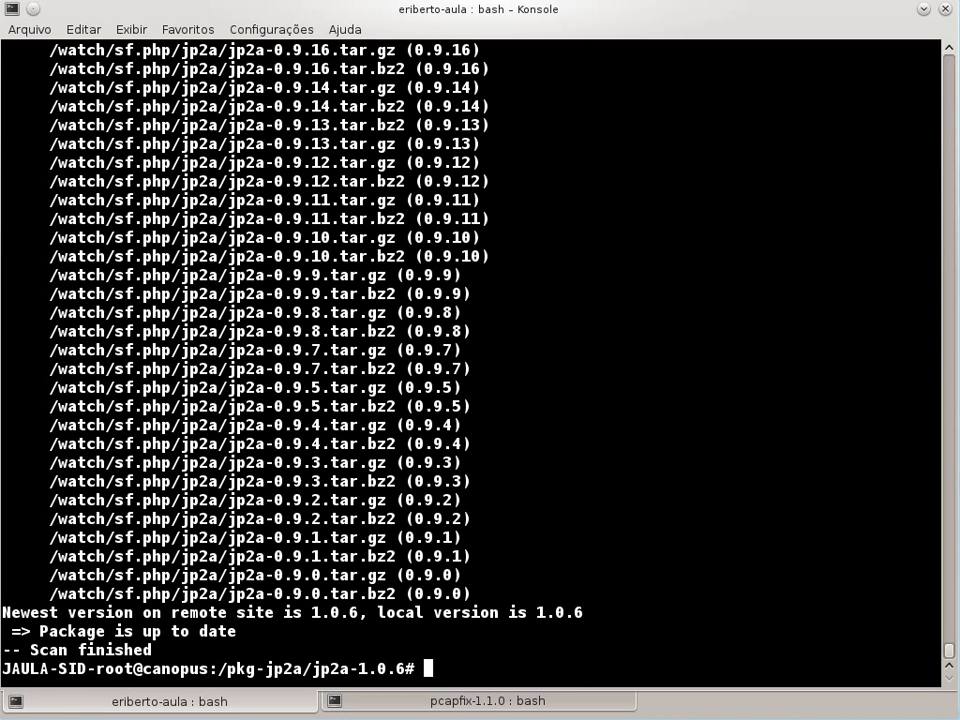 eriberto-aula : bash – Konsole
Arquivo Editar Exibir Favoritos Configurações Ajuda
/watch/sf.php/jp2a/jp2a-0.9.16.tar.gz (0.9.16)
/watch/sf.php/jp2a/jp2a-0.9.16.tar.bz2 (0.9.16)
/watch/sf.php/jp2a/jp2a-0.9.14.tar.gz (0.9.14)
/watch/sf.php/jp2a/jp2a-0.9.14.tar.bz2 (0.9.14)
/watch/sf.php/jp2a/jp2a-0.9.13.tar.bz2 (0.9.13)
/watch/sf.php/jp2a/jp2a-0.9.13.tar.gz (0.9.13)
/watch/sf.php/jp2a/jp2a-0.9.12.tar.gz (0.9.12)
/watch/sf.php/jp2a/jp2a-0.9.12.tar.bz2 (0.9.12)
/watch/sf.php/jp2a/jp2a-0.9.11.tar.gz (0.9.11)
/watch/sf.php/jp2a/jp2a-0.9.11.tar.bz2 (0.9.11)
/watch/sf.php/jp2a/jp2a-0.9.10.tar.gz (0.9.10)
/watch/sf.php/jp2a/jp2a-0.9.10.tar.bz2 (0.9.10)
/watch/sf.php/jp2a/jp2a-0.9.9.tar.gz (0.9.9)
/watch/sf.php/jp2a/jp2a-0.9.9.tar.bz2 (0.9.9)
/watch/sf.php/jp2a/jp2a-0.9.8.tar.gz (0.9.8)
/watch/sf.php/jp2a/jp2a-0.9.8.tar.bz2 (0.9.8)
/watch/sf.php/jp2a/jp2a-0.9.7.tar.gz (0.9.7)
/watch/sf.php/jp2a/jp2a-0.9.7.tar.bz2 (0.9.7)
/watch/sf.php/jp2a/jp2a-0.9.5.tar.gz (0.9.5)
/watch/sf.php/jp2a/jp2a-0.9.5.tar.bz2 (0.9.5)
/watch/sf.php/jp2a/jp2a-0.9.4.tar.gz (0.9.4)
/watch/sf.php/jp2a/jp2a-0.9.4.tar.bz2 (0.9.4)
/watch/sf.php/jp2a/jp2a-0.9.3.tar.gz (0.9.3)
/watch/sf.php/jp2a/jp2a-0.9.3.tar.bz2 (0.9.3)
/watch/sf.php/jp2a/jp2a-0.9.2.tar.gz (0.9.2)
/watch/sf.php/jp2a/jp2a-0.9.2.tar.bz2 (0.9.2)
/watch/sf.php/jp2a/jp2a-0.9.1.tar.gz (0.9.1)
/watch/sf.php/jp2a/jp2a-0.9.1.tar.bz2 (0.9.1)
/watch/sf.php/jp2a/jp2a-0.9.0.tar.gz (0.9.0)
/watch/sf.php/jp2a/jp2a-0.9.0.tar.bz2 (0.9.0)
Newest version on remote site is 1.0.6, local version is 1.0.6
=> Package is up to date
-- Scan finished
JAULA-SID-root@canopus:/pkg-jp2a/jp2a-1.0.6#
eriberto-aula : bash pcapfix-1.1.0 : bash